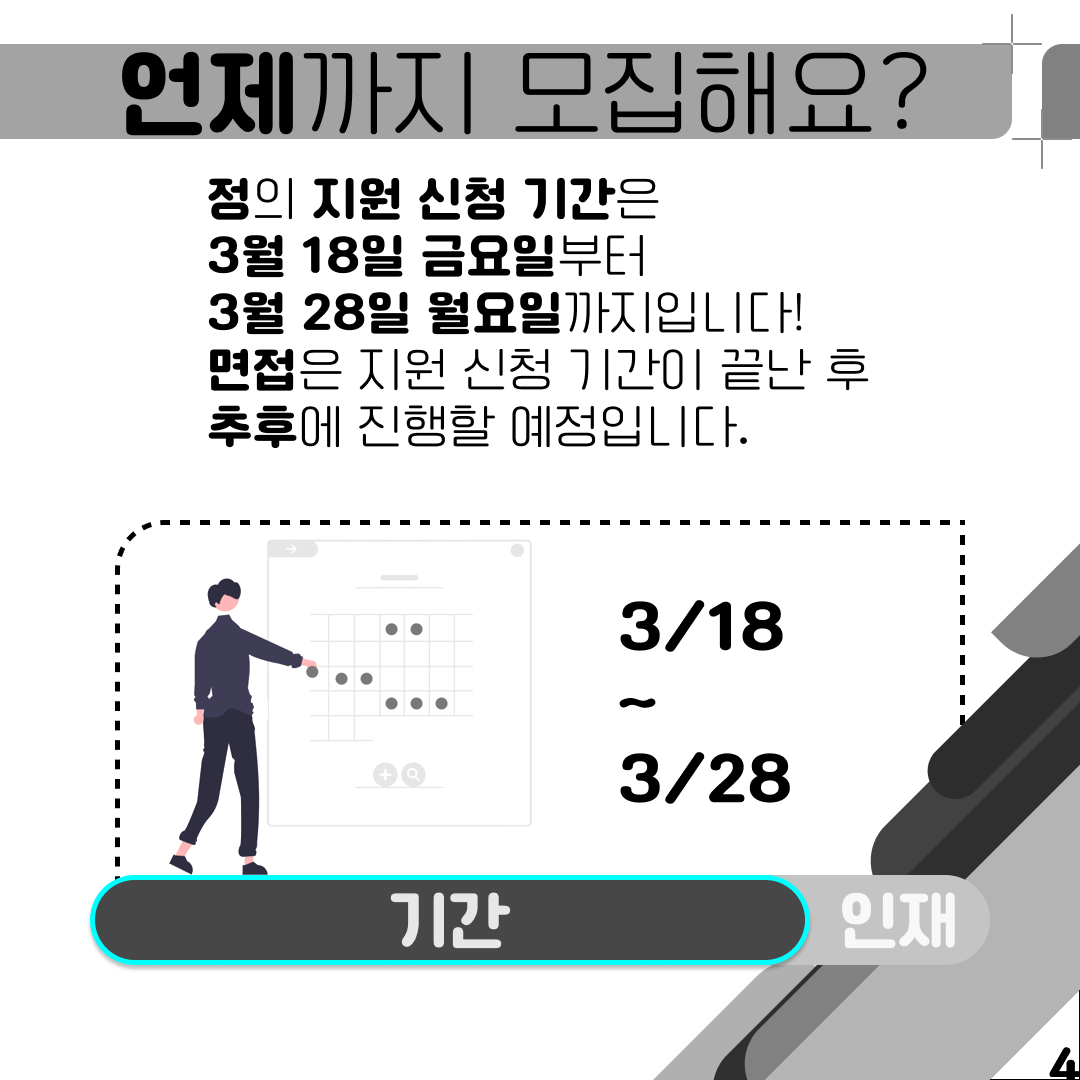 언제까지 모집해요?
정의 지원 신청 기간은
3월 18일 금요일부터
3월 28일 월요일까지입니다!
면접은 지원 신청 기간이 끝난 후
추후에 진행할 예정입니다.
3/18
~
3/28
기간
인재
4